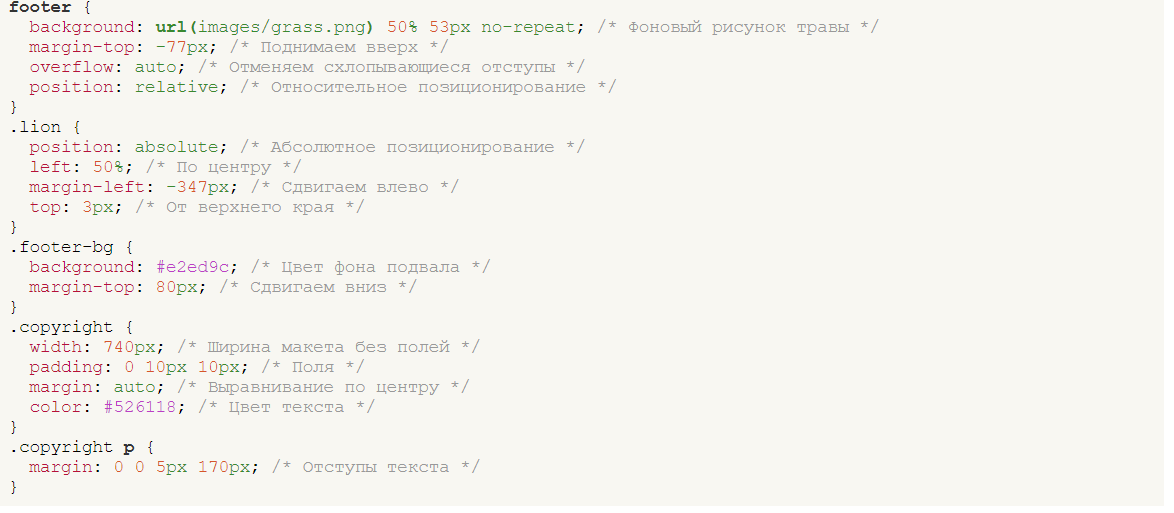 footer {
  background: url(images/grass.png) 50% 53px no-repeat; /* Фоновый рисунок травы */
  margin-top: -77px; /* Поднимаем вверх */
  overflow: auto; /* Отменяем схлопывающиеся отступы */
  position: relative; /* Относительное позиционирование */
}
.lion {
  position: absolute; /* Абсолютное позиционирование */
  left: 50%; /* По центру */
  margin-left: -347px; /* Сдвигаем влево */
  top: 3px; /* От верхнего края */
}
.footer-bg {
  background: #e2ed9c; /* Цвет фона подвала */
  margin-top: 80px; /* Сдвигаем вниз */
}
.copyright {
  width: 740px; /* Ширина макета без полей */
  padding: 0 10px 10px; /* Поля */
  margin: auto; /* Выравнивание по центру */
  color: #526118; /* Цвет текста */
}
.copyright p {
  margin: 0 0 5px 170px; /* Отступы текста */
}